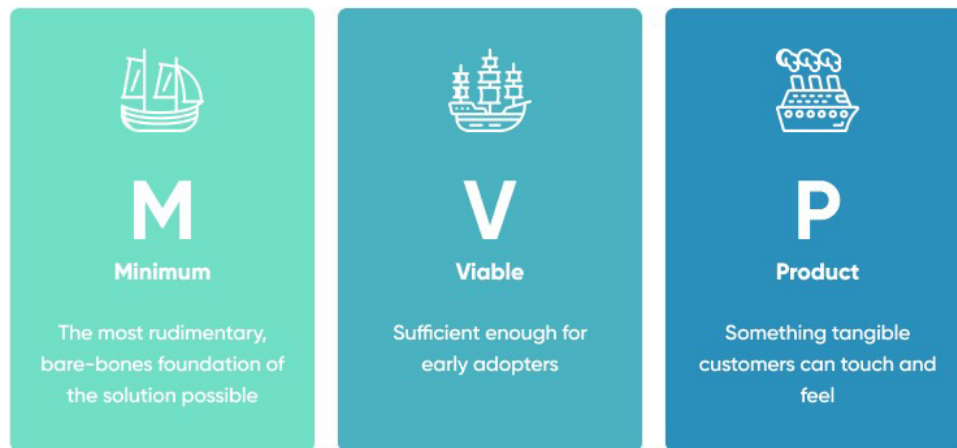 M
Minimum
The most rudimentary,
bare-bones foundation of
the solution possible
V
Viable
Sufficient enough for
early adopters
P
Product
Something tangible
customers can touch and
feel